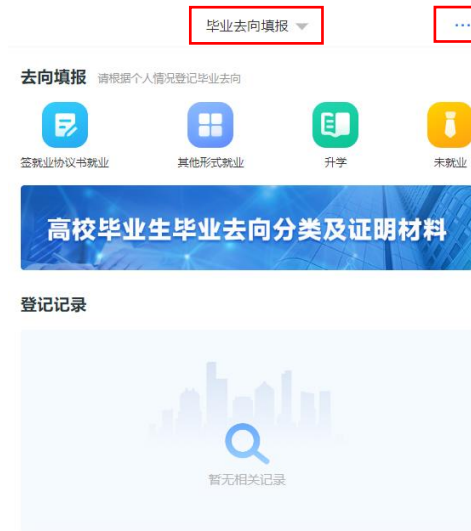 毕业去向填报
去向填报 请根据个人情况登记毕业去向
签就业协议书就业 其他形式就业 升学 未就业
高校毕业生毕业去向分类及证明材料
登记记录
暂无相关记录